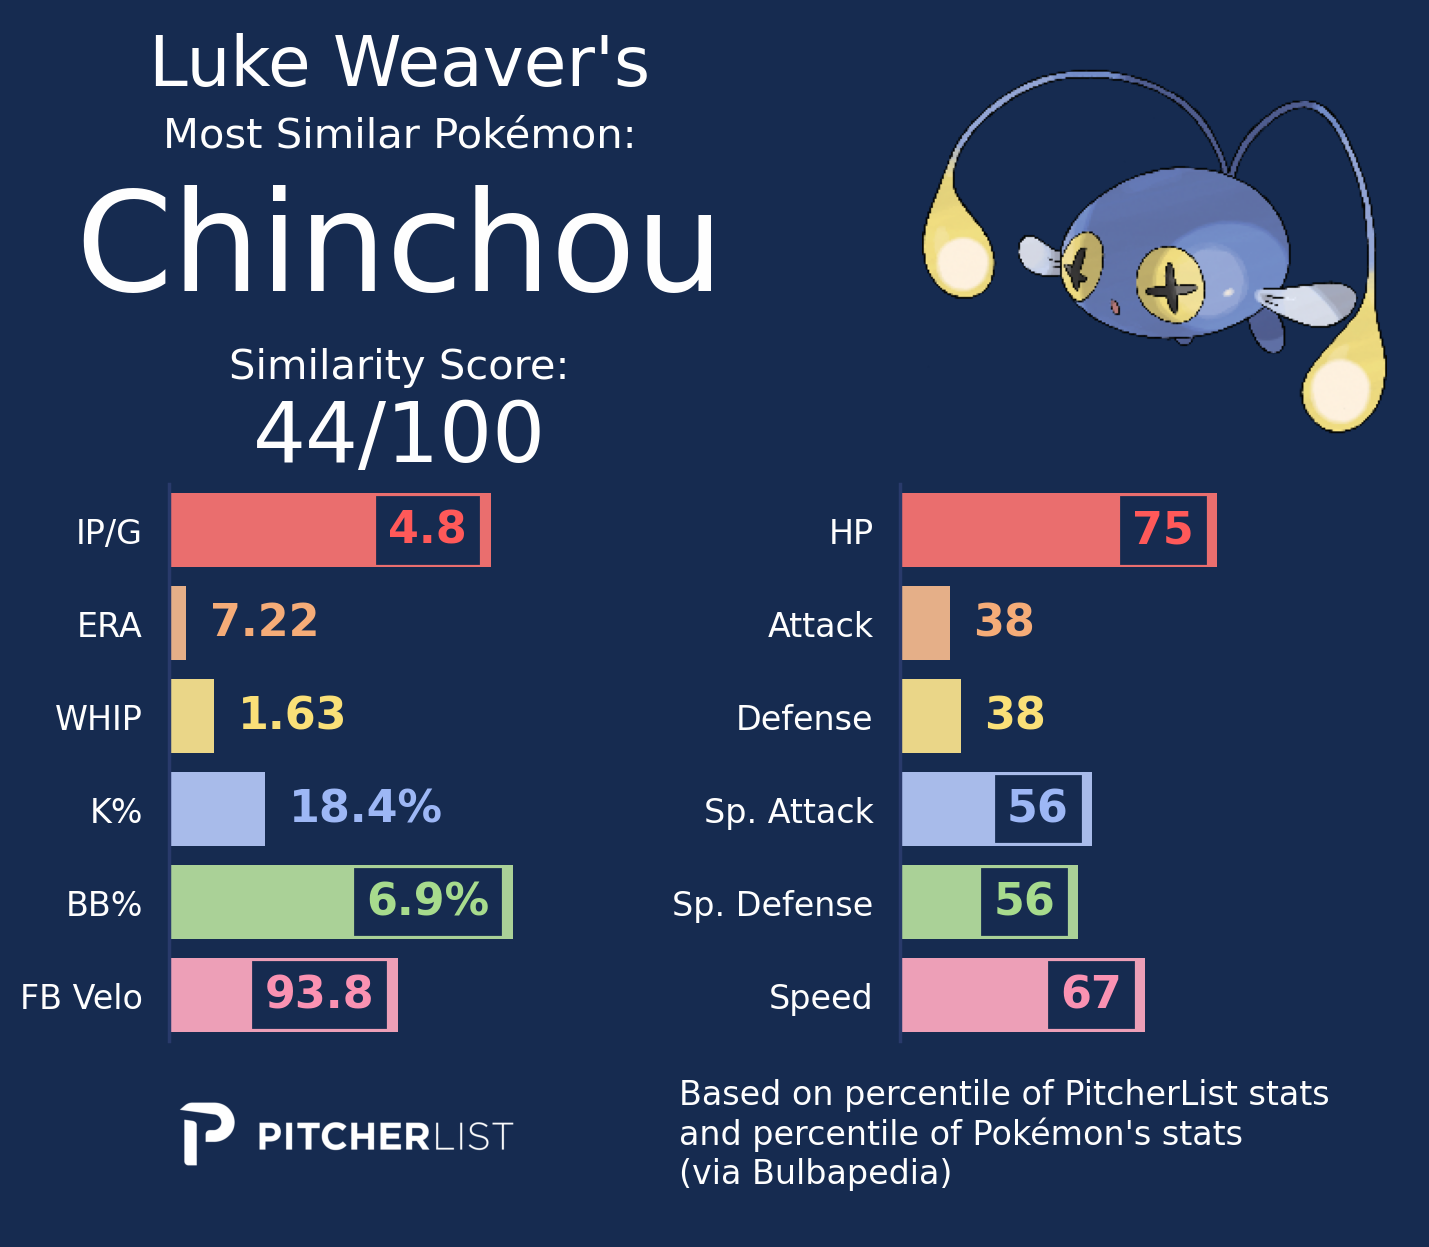 Luke Weaver's
Most Similar Pokémon:
Chinchou
Similarity Score:
44/100
IP/G 4.8
ERA 7.22
WHIP 1.63
K% 18.4%
BB% 6.9%
FB Velo 93.8
HP 75
Attack 38
Defense 38
Sp. Attack 56
Sp. Defense 56
Speed 67
PITCHERLIST
Based on percentile of PitcherList stats
and percentile of Pokémon's stats
(via Bulbapedia)